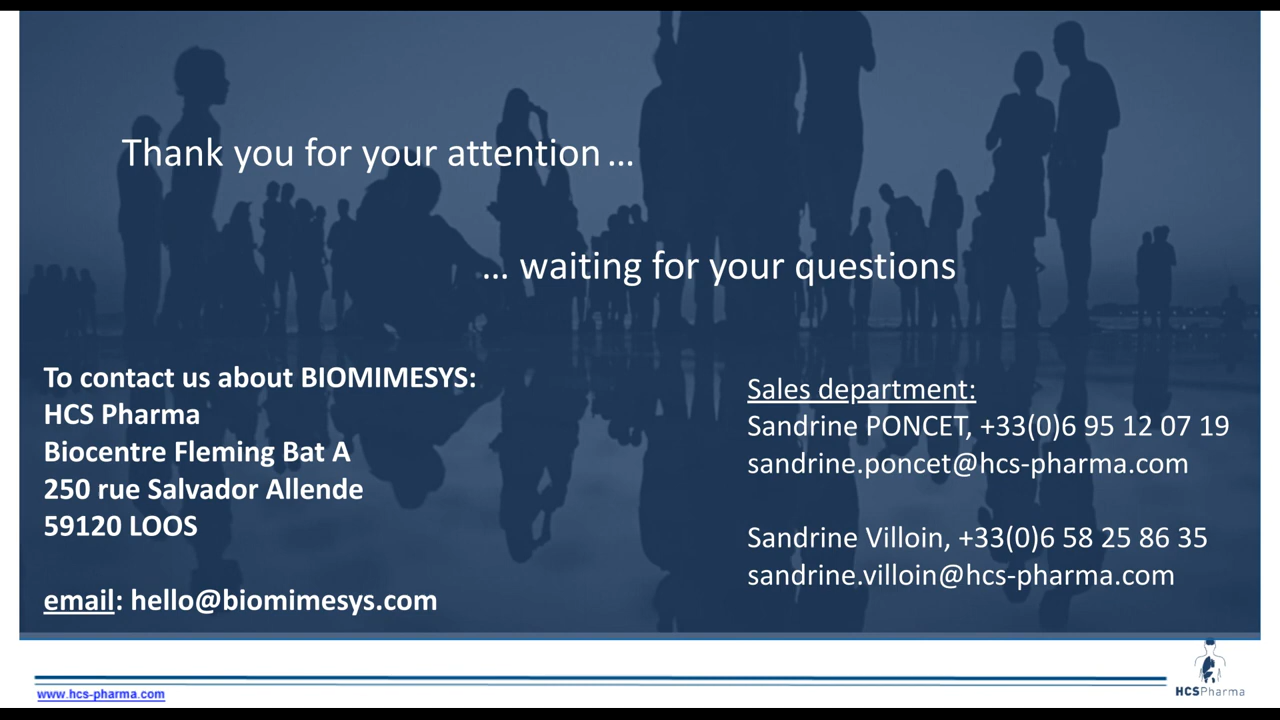 Thank you for your attention ...
... waiting for your questions
To contact us about BIOMIMESYS:
HCS Pharma
Biocentre Fleming Bat A
250 rue Salvador Allende
59120 LOOS
email: hello@biomimesys.com
Sales department:
Sandrine PONCET, +33(0)6 95 12 07 19
sandrine.poncet@hcs-pharma.com
Sandrine Villoin, +33(0)6 58 25 86 35
sandrine.villoin@hcs-pharma.com
www.hcs-pharma.com
HCSPharma